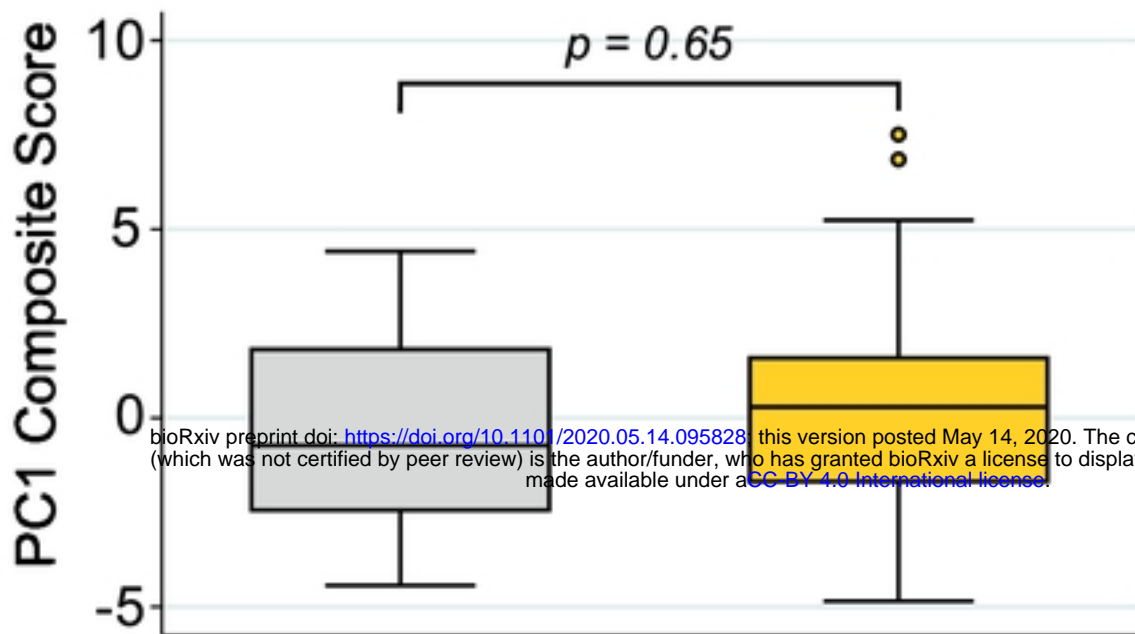 PC1 Composite Score
10
p = 0.65
5
0
bioRxiv preprint doi: https://doi.org/10.1101/2020.05.14.095828; this version posted May 14, 2020. The c
(which was not certified by peer review) is the author/funder, who has granted bioRxiv a license to displa
made available under aCC-BY 4.0 International license.
-5